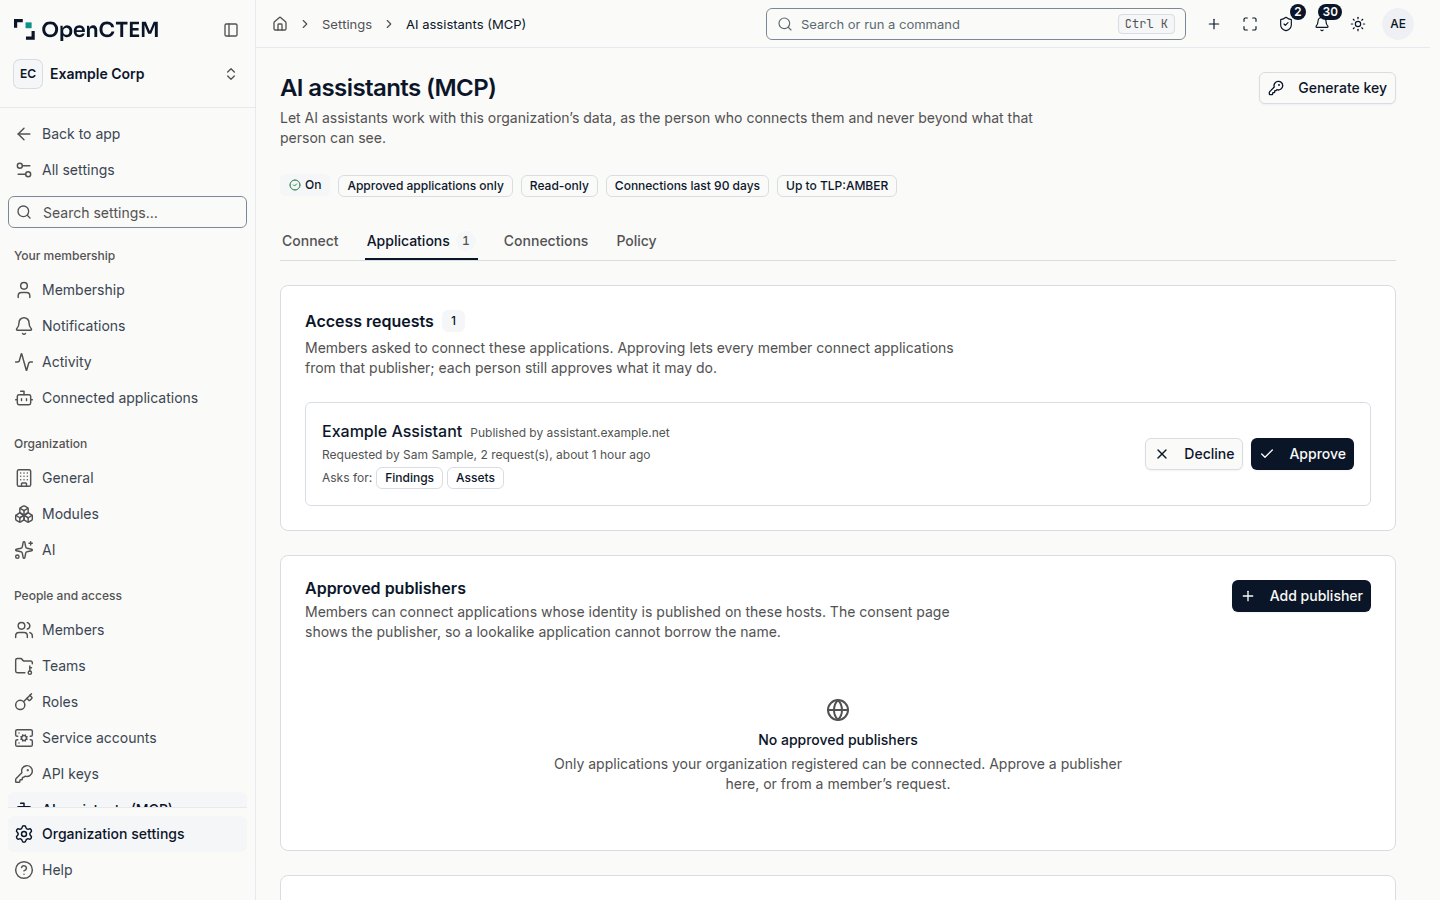 OpenCTEM
Settings
AI assistants (MCP)
Search or run a command
Ctrl K
2
30
AE
EC
Example Corp
Back to app
All settings
Search settings...
Your membership
Membership
Notifications
Activity
Connected applications
Organization
General
Modules
AI
People and access
Members
Teams
Roles
Service accounts
API keys
AI assistants (MCP)
Organization settings
Help
AI assistants (MCP)
Generate key
Let AI assistants work with this organization’s data, as the person who connects them and never beyond what that
person can see.
On
Approved applications only
Read-only
Connections last 90 days
Up to TLP:AMBER
Connect
Applications 1
Connections
Policy
Access requests 1
Members asked to connect these applications. Approving lets every member connect applications
from that publisher; each person still approves what it may do.
Example Assistant Published by assistant.example.net
Requested by Sam Sample, 2 request(s), about 1 hour ago
Asks for: Findings Assets
Decline
Approve
Approved publishers
Members can connect applications whose identity is published on these hosts. The consent page
shows the publisher, so a lookalike application cannot borrow the name.
Add publisher
No approved publishers
Only applications your organization registered can be connected. Approve a publisher
here, or from a member’s request.